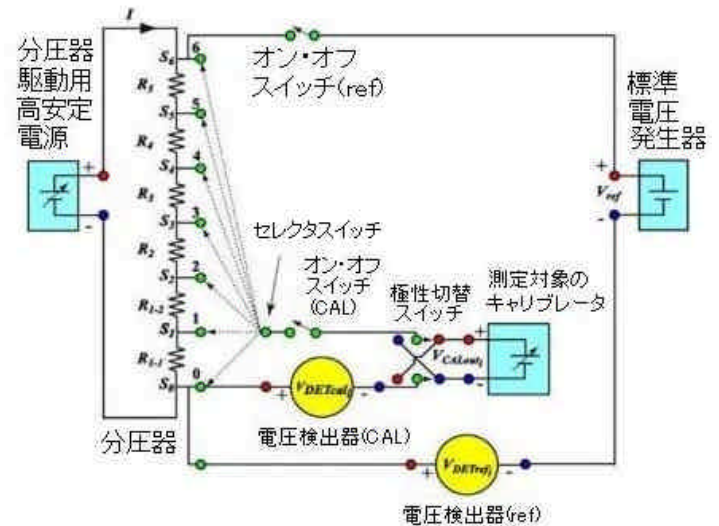 I
分圧器
駆動用
高安定
電源
+
-
S6
6
R5
S5
5
R4
S4
4
R3
S3
3
R2
S2
2
R1-2
S1
1
R1-1
S0
0
分圧器
オン・オフ
スイッチ(ref)
標準
電圧
発生器
+
Vref
-
セレクタスイッチ
オン・オフ
スイッチ
(CAL)
極性切替
スイッチ
測定対象の
キャリブレータ
+
VCALouti
-
+ VDETcali -
電圧検出器(CAL)
+ VDETrefi -
電圧検出器(ref)